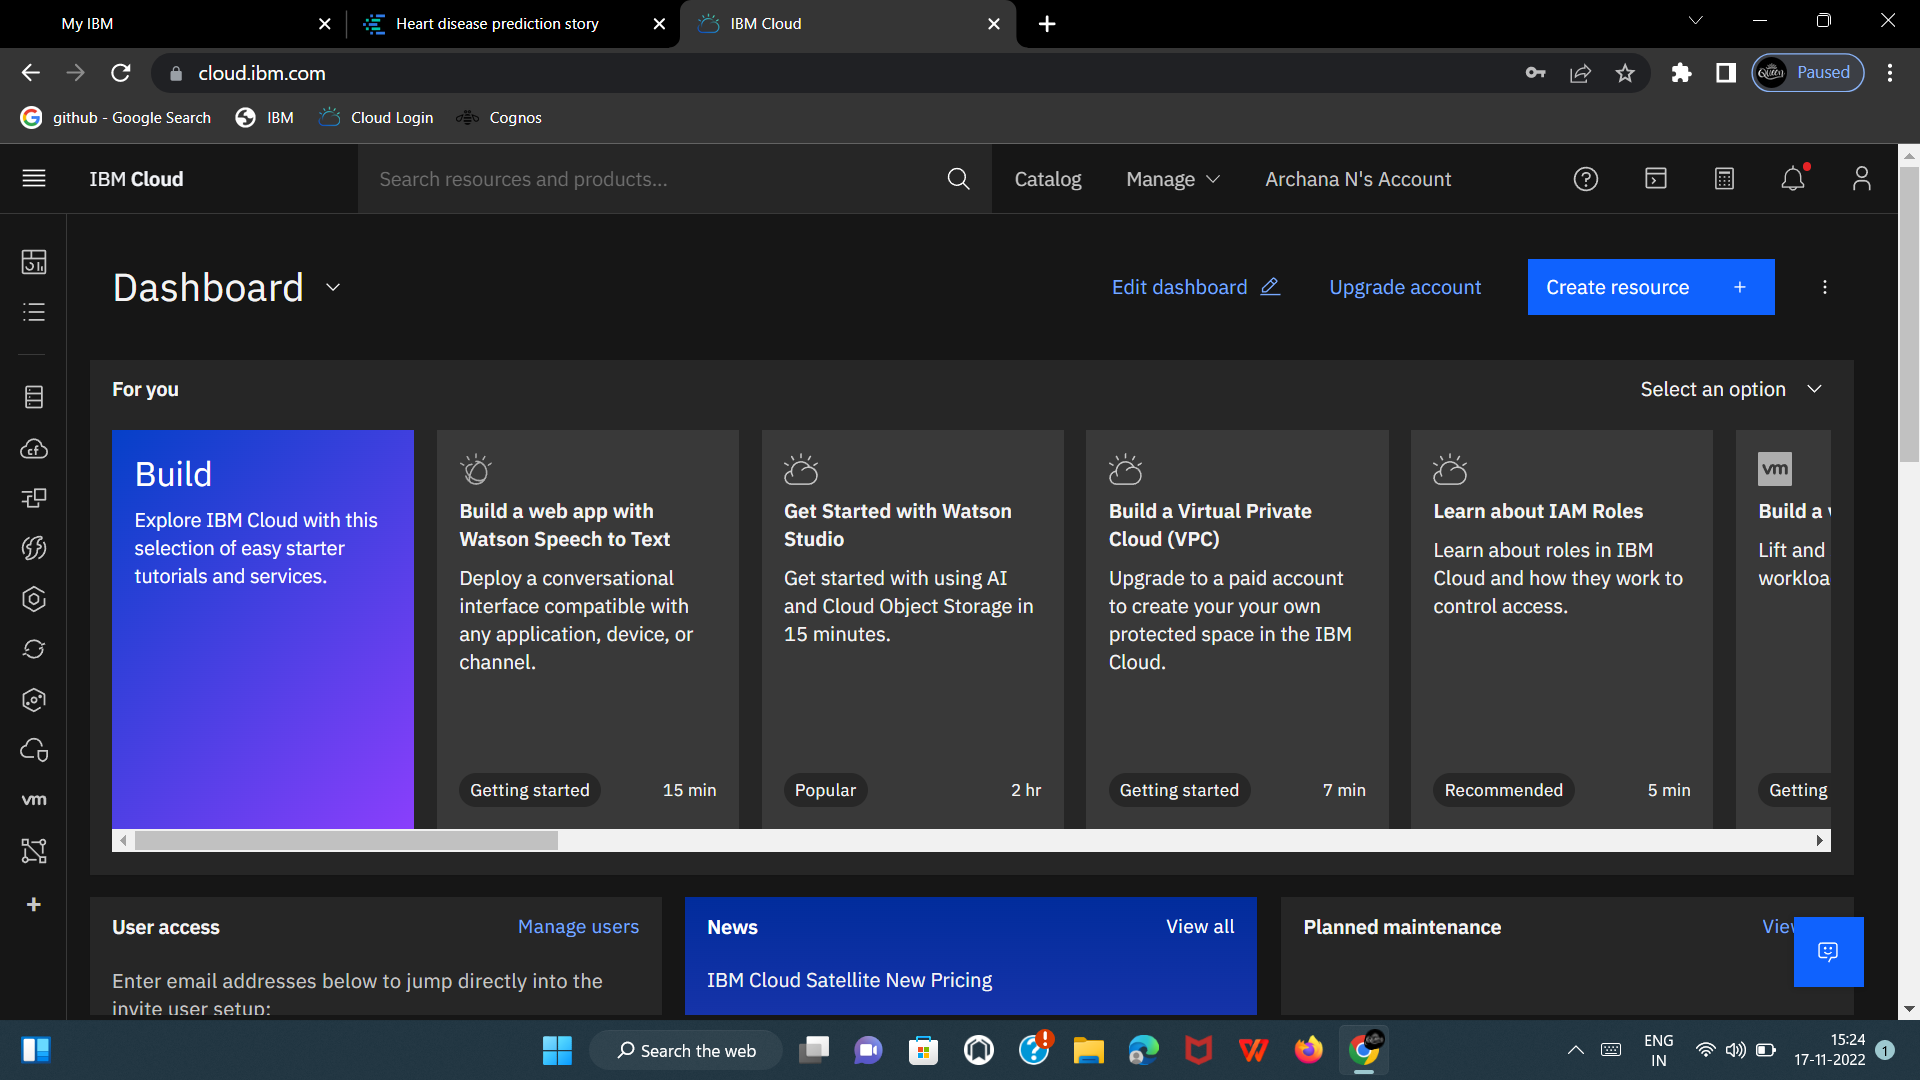 My IBM
Heart disease prediction story
IBM Cloud
cloud.ibm.com
Queen
Paused
github - Google Search
IBM
Cloud Login
Cognos
IBM Cloud
Search resources and products...
Catalog
Manage
Archana N's Account
Dashboard
Edit dashboard
Upgrade account
Create resource +
For you
Select an option
Build
Explore IBM Cloud with this
selection of easy starter
tutorials and services.
Build a web app with
Watson Speech to Text
Deploy a conversational
interface compatible with
any application, device, or
channel.
Getting started
15 min
Get Started with Watson
Studio
Get started with using AI
and Cloud Object Storage in
15 minutes.
Popular
2 hr
Build a Virtual Private
Cloud (VPC)
Upgrade to a paid account
to create your your own
protected space in the IBM
Cloud.
Getting started
7 min
Learn about IAM Roles
Learn about roles in IBM
Cloud and how they work to
control access.
Recommended
5 min
vm
Build a
Lift and
workloa
Getting
cf
vm
User access
Manage users
Enter email addresses below to jump directly into the
invite user setup:
News
View all
IBM Cloud Satellite New Pricing
Planned maintenance
Vie
Search the web
ENG
IN
15:24
17-11-2022
1